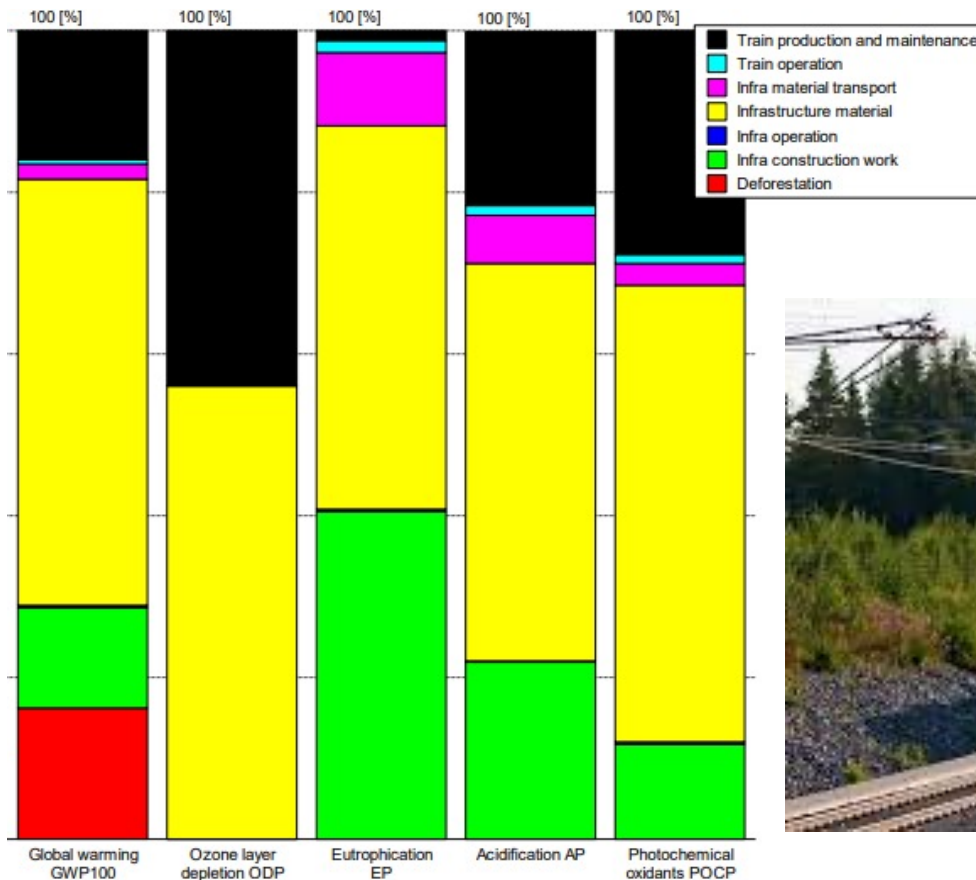 100 [%]
100 [%]
100 [%]
100 [%]
100 [%]
Train production and maintenance
Train operation
Infra material transport
Infrastructure material
Infra operation
Infra construction work
Deforestation
Global warming
GWP100
Ozone layer
depletion ODP
Eutrophication
EP
Acidification AP
Photochemical
oxidants POCP